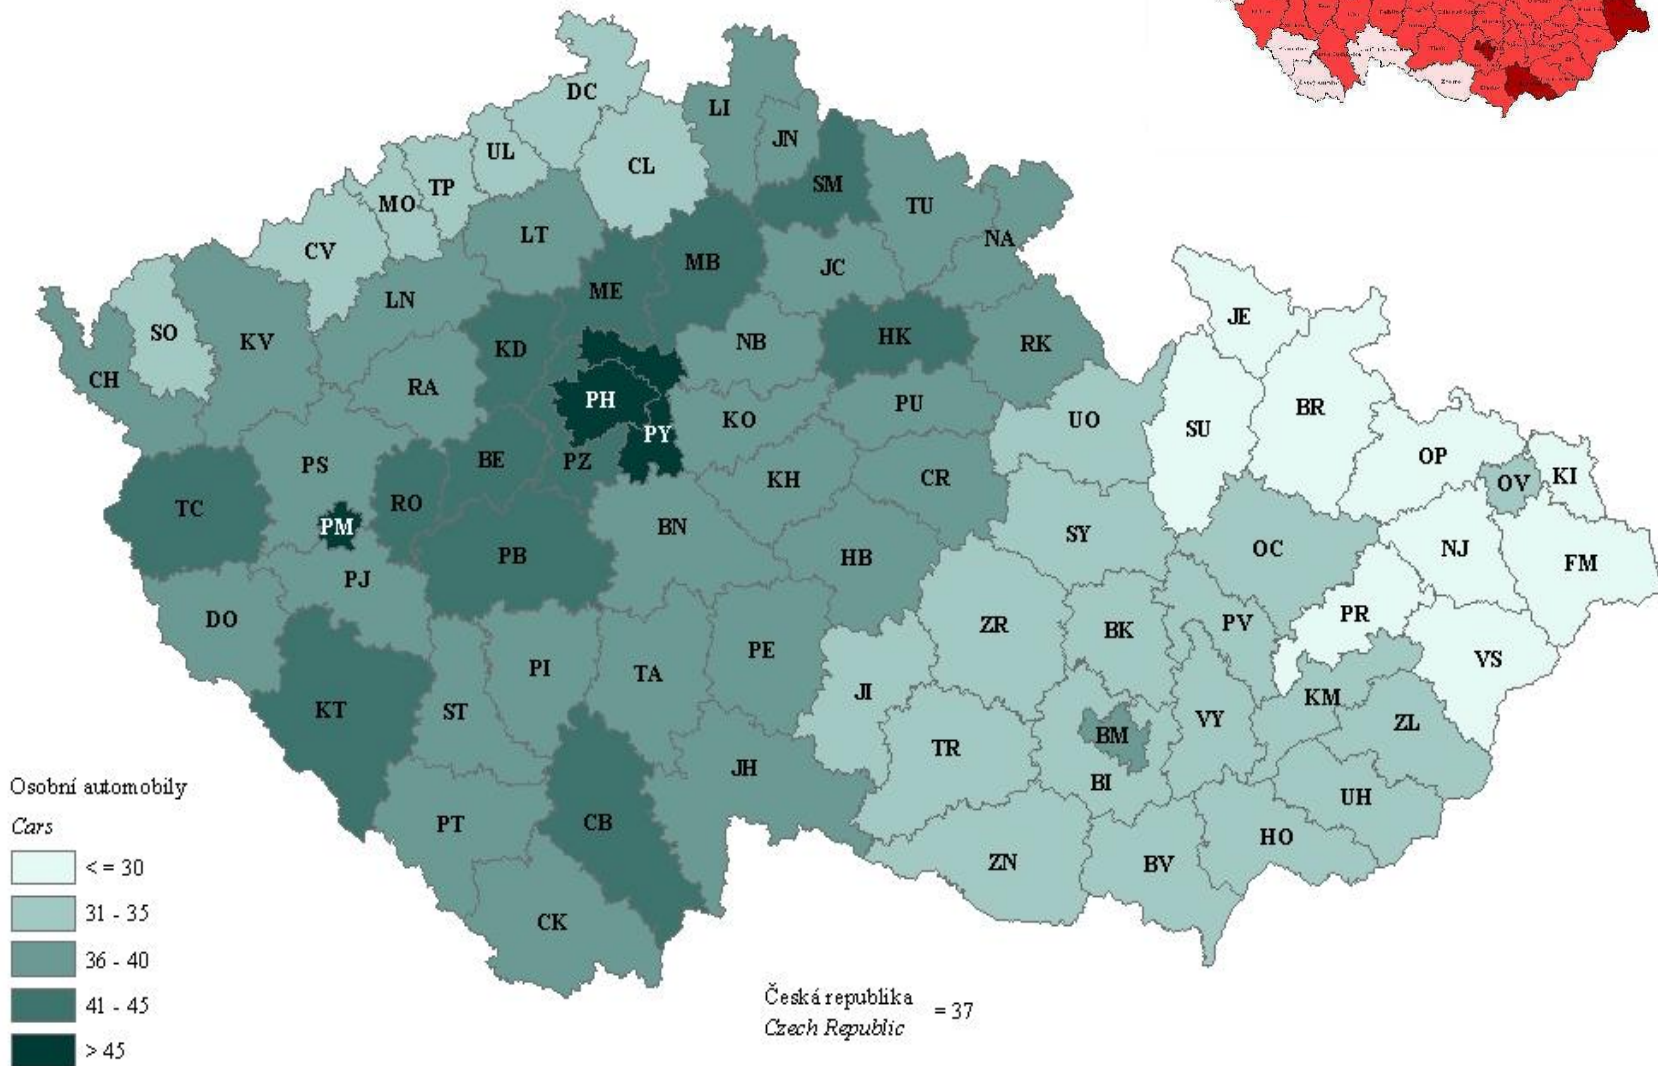 DC
LI
JN
UL
CL
TP
SM
MO
TU
LT
NA
CV
MB
JC
ME
LN
JE
SO
KV
KD
NB
HK
RK
CH
RA
PH
PU
KO
UO
BR
SU
PY
BE
PZ
PS
KH
CR
OP
OV
KI
TC
RO
PM
BN
SY
OC
NJ
FM
PB
HB
PJ
DO
ZR
BK
PV
PR
PI
TA
PE
VS
KT
ST
JI
KM
VY
ZL
BM
TR
JH
BI
UH
PT
CB
HO
ZN
BV
CK
Osobní automobily
Cars
< = 30
31 - 35
36 - 40
41 - 45
> 45
Česká republika
= 37
Czech Republic